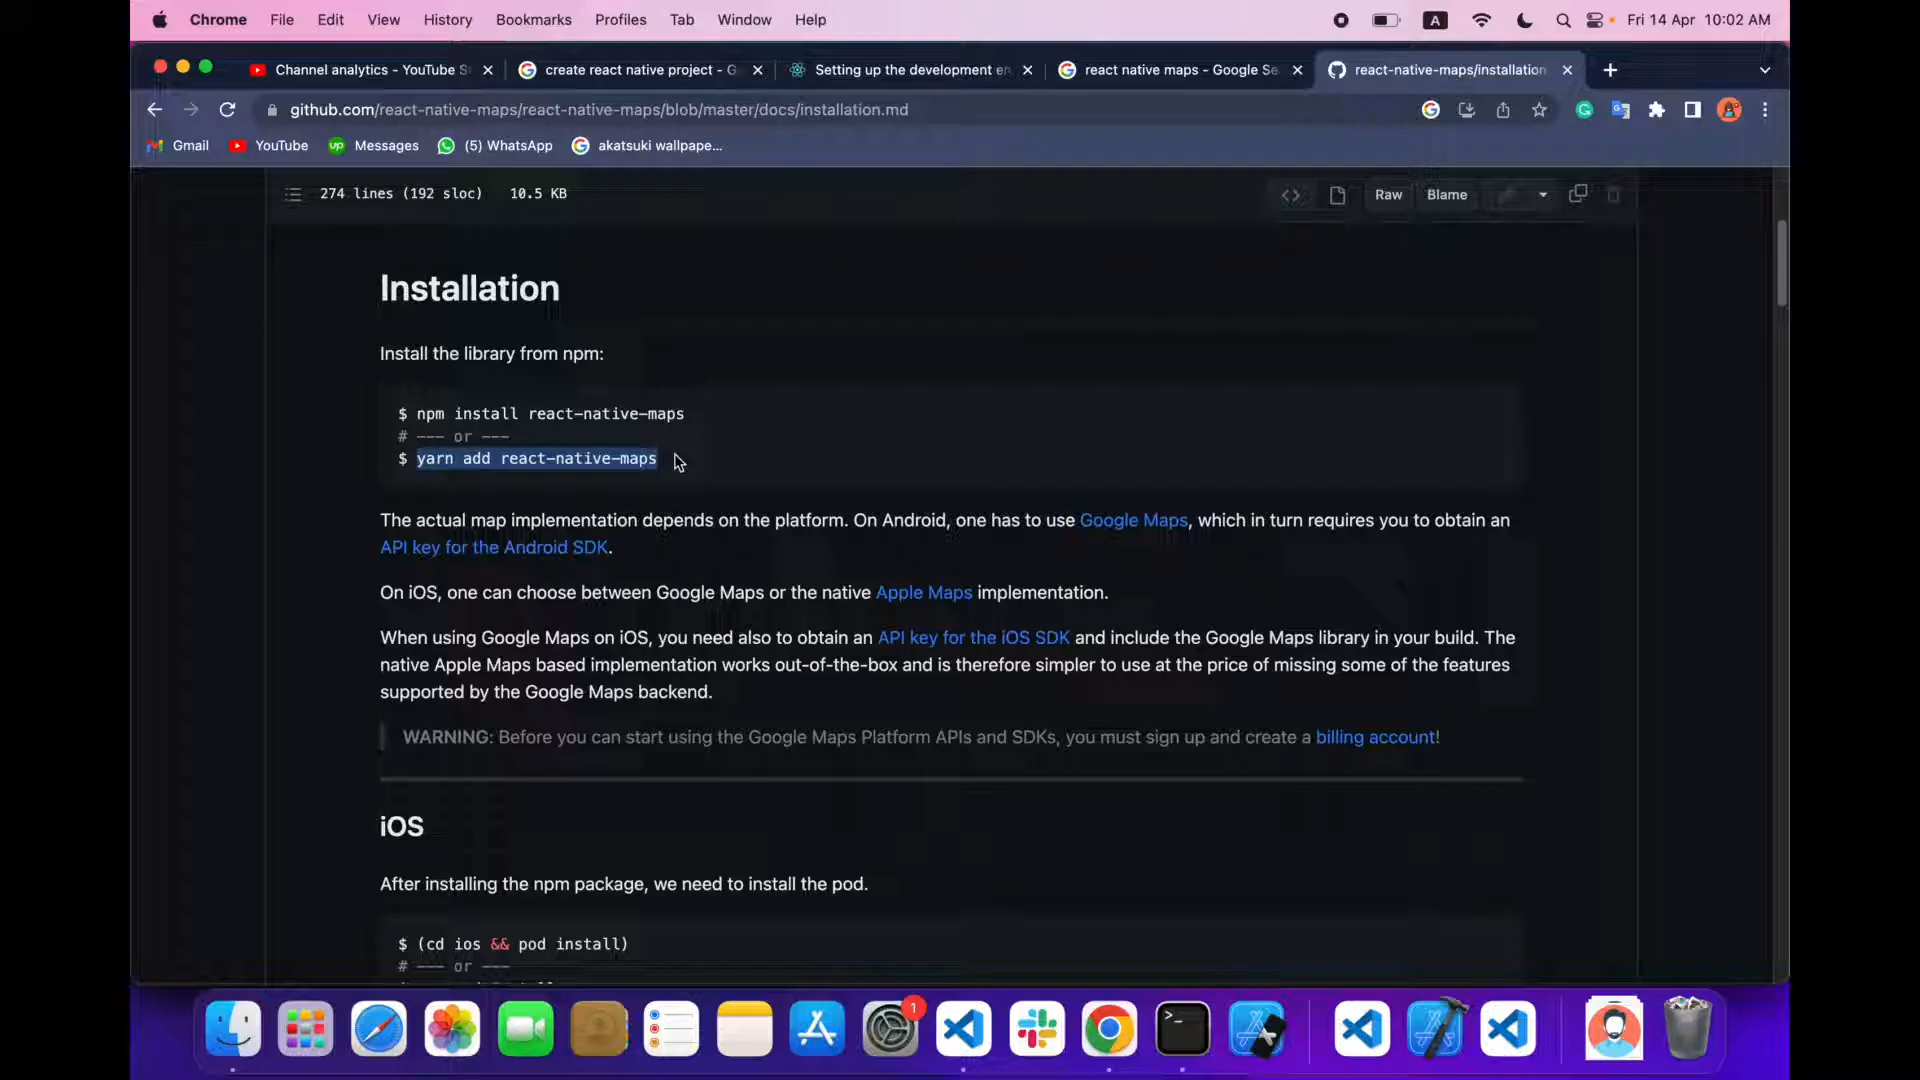 Chrome File Edit View History Bookmarks Profiles Tab Window Help A Fri 14 Apr 10:02 AM
Channel analytics - YouTube S create react native project - G Setting up the development en react native maps - Google Se react-native-maps/installation
github.com/react-native-maps/react-native-maps/blob/master/docs/installation.md
Gmail YouTube up Messages (5) WhatsApp akatsuki wallpape...
274 lines (192 sloc) 10.5 KB Raw Blame
Installation
Install the library from npm:
$ npm install react-native-maps
# --- or ---
$ yarn add react-native-maps
The actual map implementation depends on the platform. On Android, one has to use Google Maps, which in turn requires you to obtain an
API key for the Android SDK.
On iOS, one can choose between Google Maps or the native Apple Maps implementation.
When using Google Maps on iOS, you need also to obtain an API key for the iOS SDK and include the Google Maps library in your build. The
native Apple Maps based implementation works out-of-the-box and is therefore simpler to use at the price of missing some of the features
supported by the Google Maps backend.
WARNING: Before you can start using the Google Maps Platform APIs and SDKs, you must sign up and create a billing account!
iOS
After installing the npm package, we need to install the pod.
$ (cd ios && pod install)
# --- or ---
1